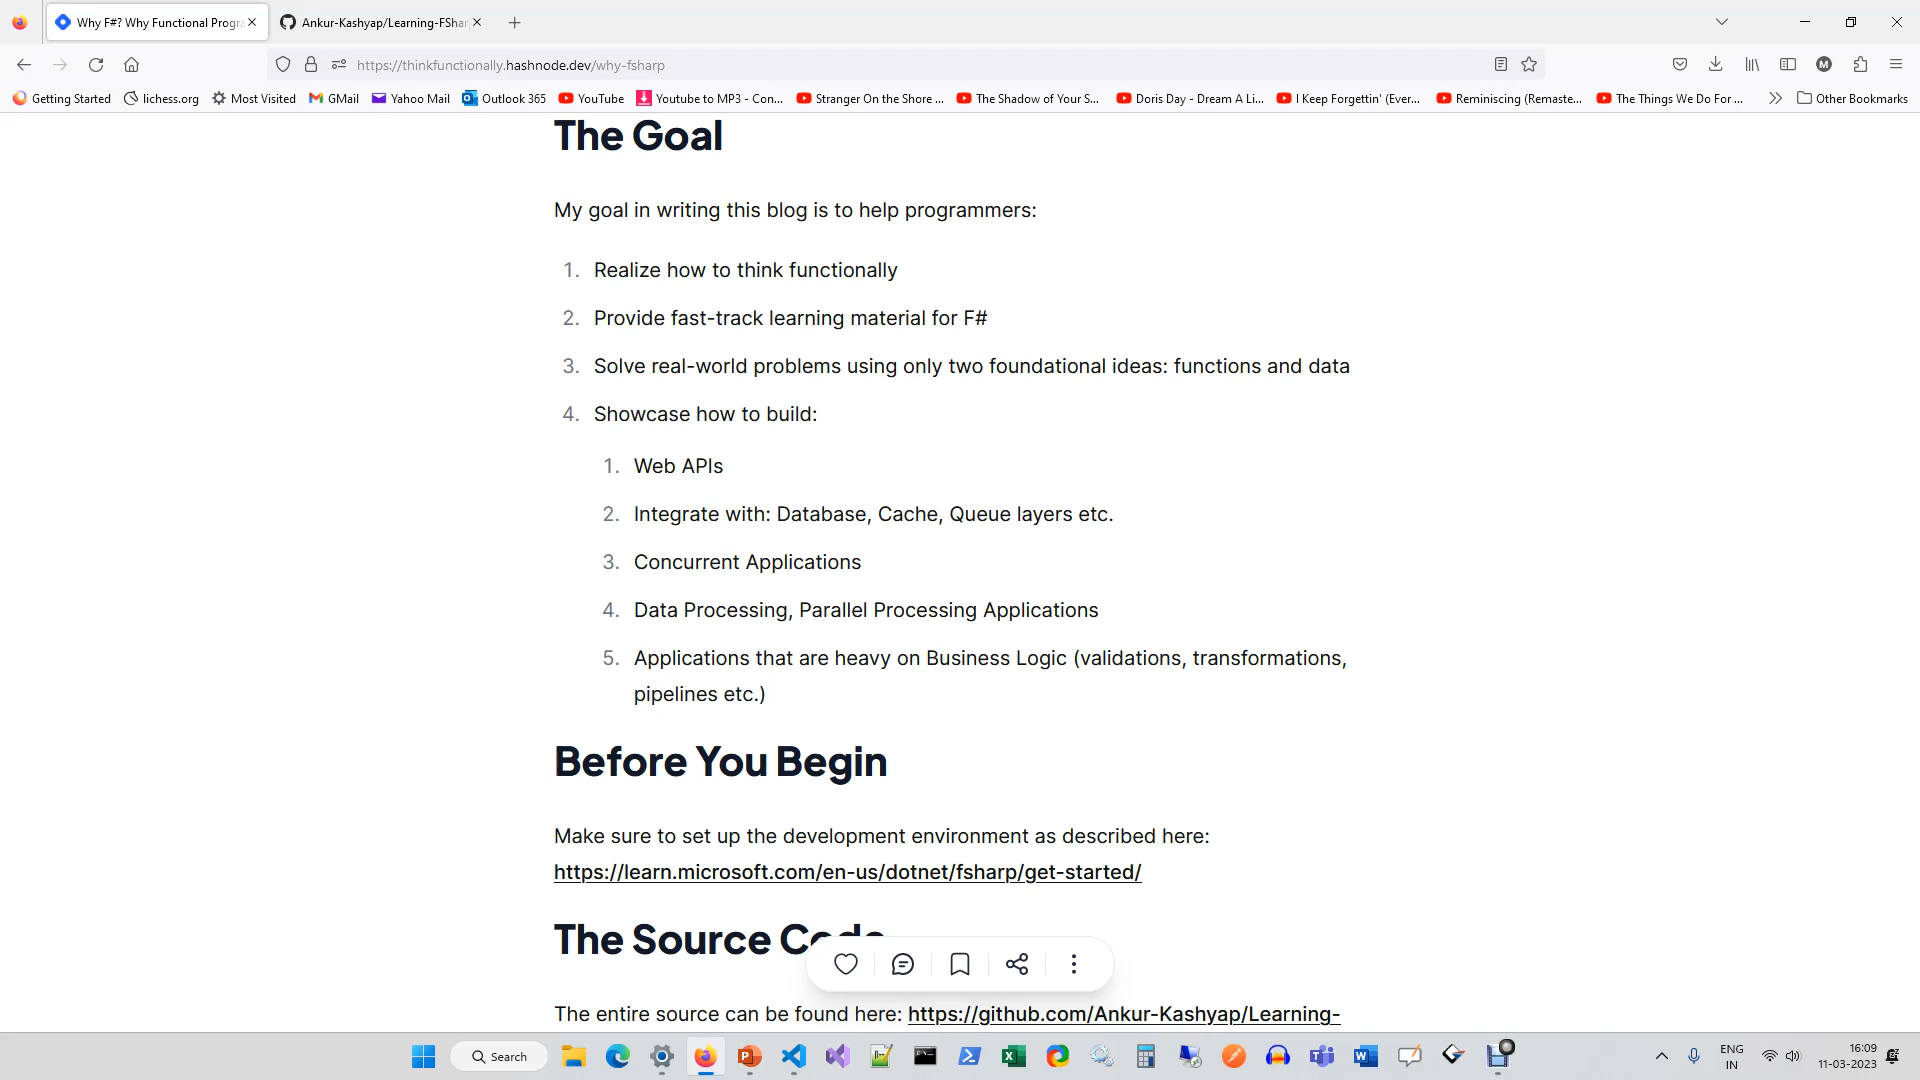 Why F#? Why Functional Progra
Ankur-Kashyap/Learning-FShar
https://thinkfunctionally.hashnode.dev/why-fsharp
Getting Started
lichess.org
Most Visited
GMail
Yahoo Mail
Outlook 365
YouTube
Youtube to MP3 - Con...
Stranger On the Shore ...
The Shadow of Your S...
Doris Day - Dream A Li...
I Keep Forgettin' (Ever...
Reminiscing (Remaste...
The Things We Do For ...
Other Bookmarks
The Goal
My goal in writing this blog is to help programmers:
1. Realize how to think functionally
2. Provide fast-track learning material for F#
3. Solve real-world problems using only two foundational ideas: functions and data
4. Showcase how to build:
1. Web APIs
2. Integrate with: Database, Cache, Queue layers etc.
3. Concurrent Applications
4. Data Processing, Parallel Processing Applications
5. Applications that are heavy on Business Logic (validations, transformations,
pipelines etc.)
Before You Begin
Make sure to set up the development environment as described here:
https://learn.microsoft.com/en-us/dotnet/fsharp/get-started/
The Source Code
The entire source can be found here: https://github.com/Ankur-Kashyap/Learning-
Search
ENG
IN
16:09
11-03-2023